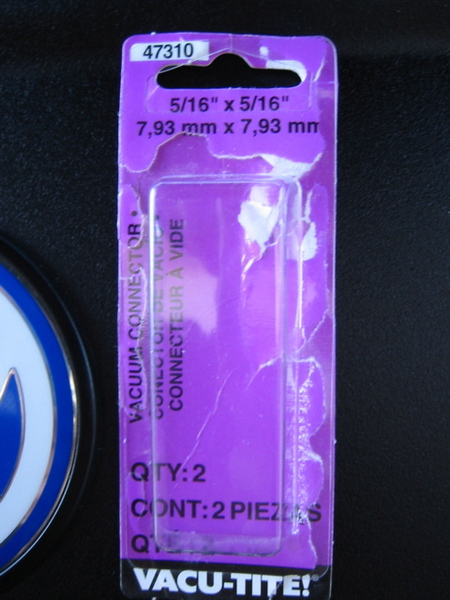 47310
5/16" x 5/16"
7,93 mm x 7,93 mm
VACUUM CONNECTOR •
CONECTOR DE VACIO •
CONNECTEUR À VIDE
QTY: 2
CONT: 2 PIEZAS
VACU-TITE!